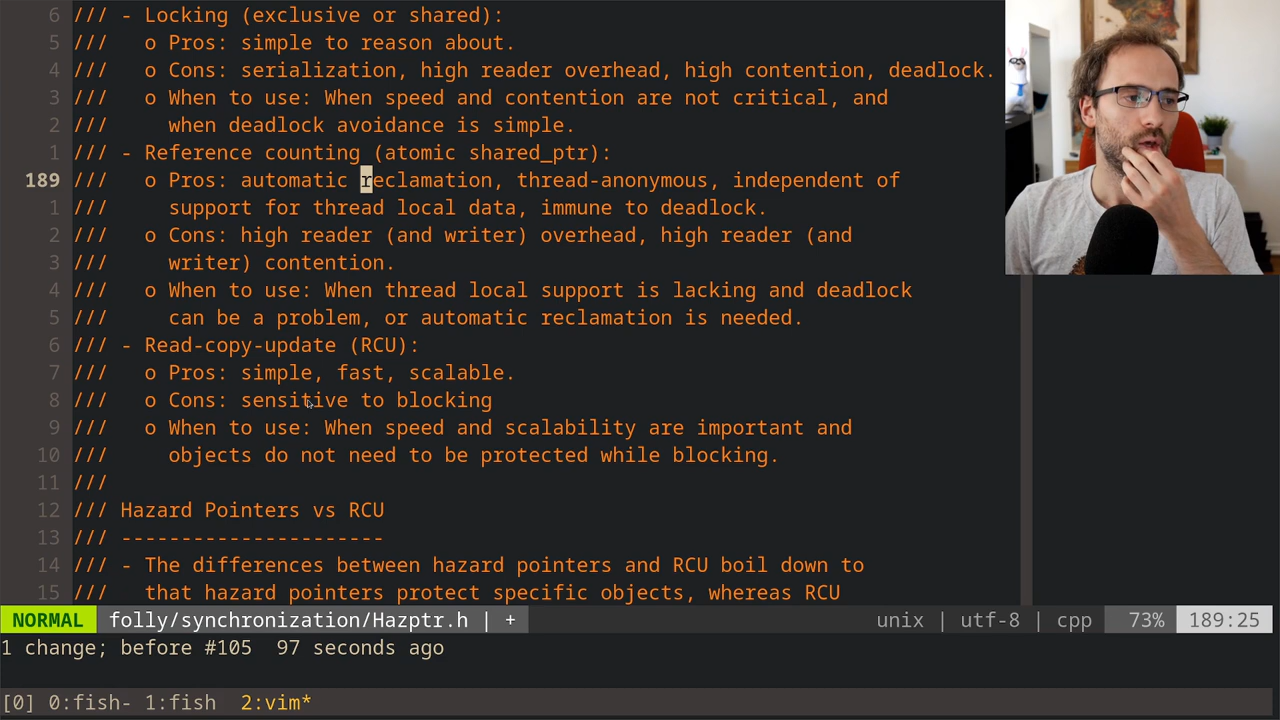 6 /// - Locking (exclusive or shared):
5 ///   o Pros: simple to reason about.
4 ///   o Cons: serialization, high reader overhead, high contention, deadlock.
3 ///   o When to use: When speed and contention are not critical, and
2 ///     when deadlock avoidance is simple.
1 /// - Reference counting (atomic shared_ptr):
189 ///   o Pros: automatic reclamation, thread-anonymous, independent of
1 ///     support for thread local data, immune to deadlock.
2 ///   o Cons: high reader (and writer) overhead, high reader (and
3 ///     writer) contention.
4 ///   o When to use: When thread local support is lacking and deadlock
5 ///     can be a problem, or automatic reclamation is needed.
6 /// - Read-copy-update (RCU):
7 ///   o Pros: simple, fast, scalable.
8 ///   o Cons: sensitive to blocking
9 ///   o When to use: When speed and scalability are important and
10 ///     objects do not need to be protected while blocking.
11 ///
12 /// Hazard Pointers vs RCU
13 /// ----------------------
14 /// - The differences between hazard pointers and RCU boil down to
15 ///   that hazard pointers protect specific objects, whereas RCU
NORMAL folly/synchronization/Hazptr.h | + unix | utf-8 | cpp 73% 189:25
1 change; before #105  97 seconds ago
[0] 0:fish- 1:fish  2:vim*